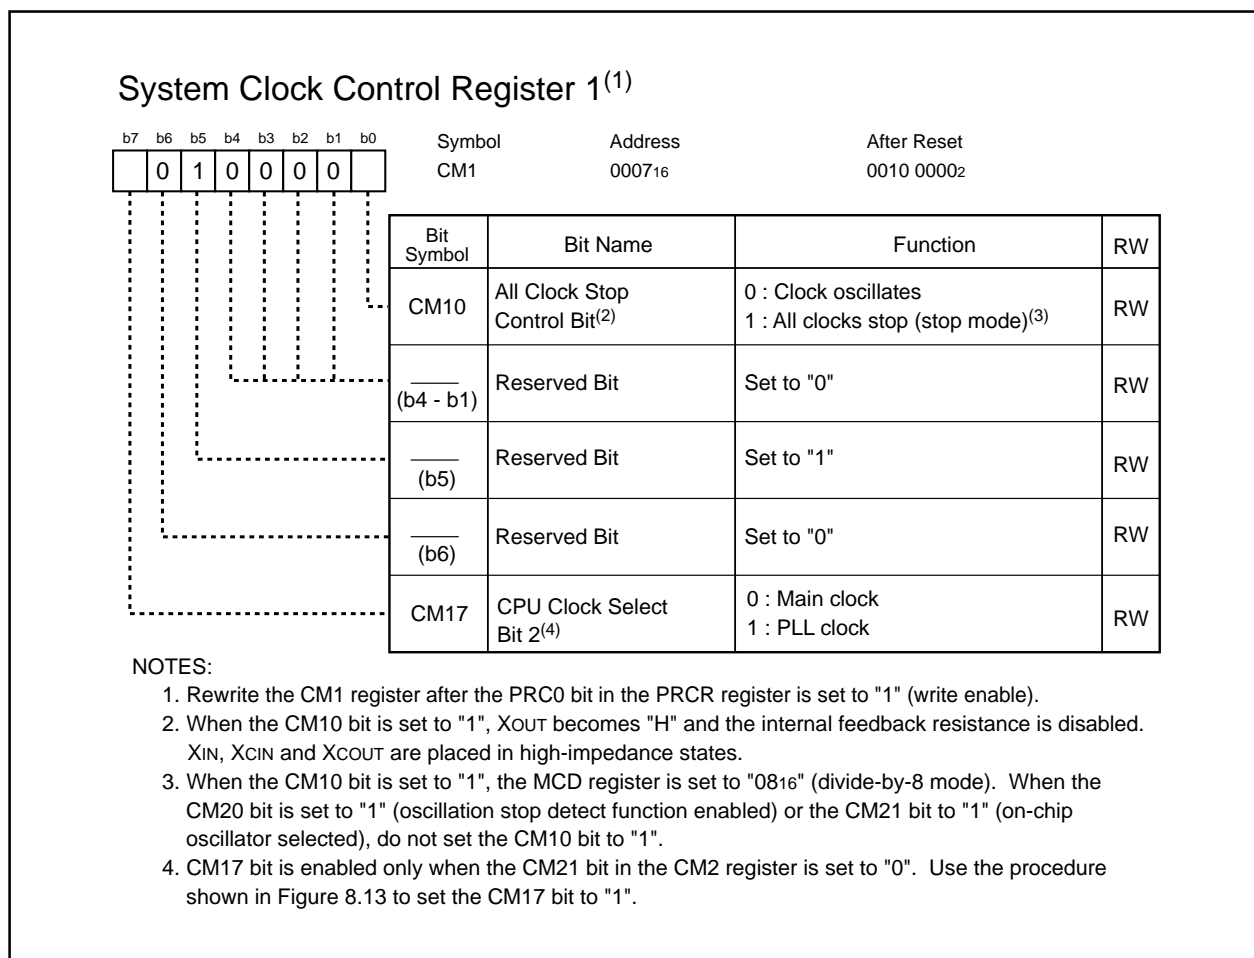 System Clock Control Register 1(1)
b7 b6 b5 b4 b3 b2 b1 b0 Symbol Address After Reset
0 1 0 0 0 0 CM1 000716 0010 00002
Bit Symbol Bit Name Function RW
CM10 All Clock Stop 0 : Clock oscillates RW
Control Bit(2) 1 : All clocks stop (stop mode)(3)
(b4 - b1) Reserved Bit Set to "0" RW
(b5) Reserved Bit Set to "1" RW
(b6) Reserved Bit Set to "0" RW
CM17 CPU Clock Select 0 : Main clock RW
Bit 2(4) 1 : PLL clock
NOTES:
1. Rewrite the CM1 register after the PRC0 bit in the PRCR register is set to "1" (write enable).
2. When the CM10 bit is set to "1", XOUT becomes "H" and the internal feedback resistance is disabled.
XIN, XCIN and XCOUT are placed in high-impedance states.
3. When the CM10 bit is set to "1", the MCD register is set to "0816" (divide-by-8 mode). When the
CM20 bit is set to "1" (oscillation stop detect function enabled) or the CM21 bit to "1" (on-chip
oscillator selected), do not set the CM10 bit to "1".
4. CM17 bit is enabled only when the CM21 bit in the CM2 register is set to "0". Use the procedure
shown in Figure 8.13 to set the CM17 bit to "1".